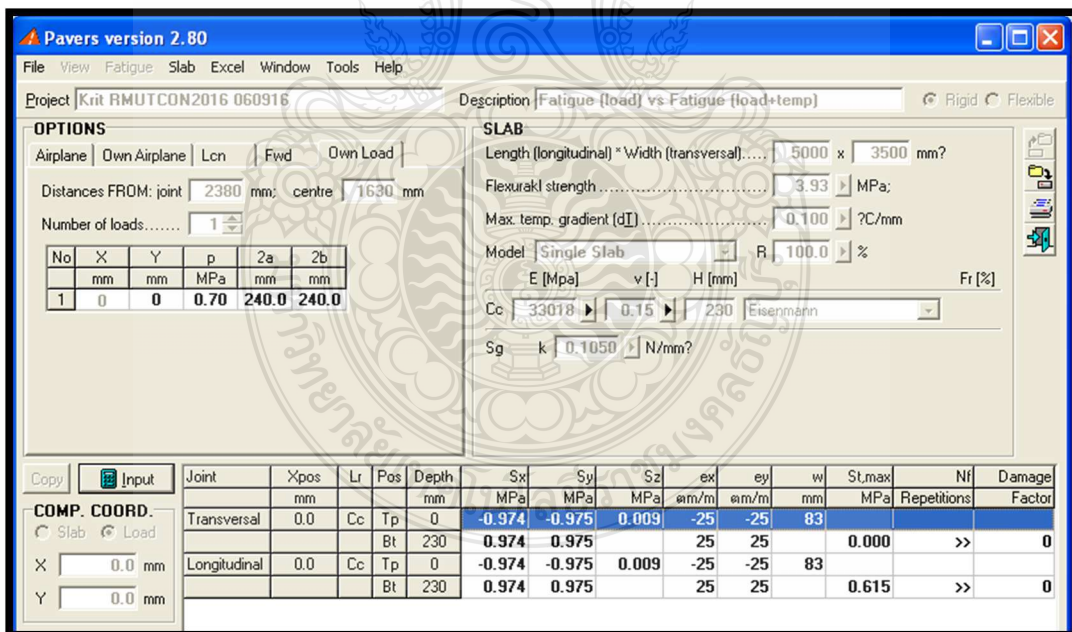 Pavers version 2.80
File View Fatigue Slab Excel Window Tools Help
Project Krit RMUTCON2016 060916 Description Fatigue (load) vs Fatigue (load+temp) Rigid Flexible
OPTIONS
Airplane Own Airplane Lcn Fwd Own Load
Distances FROM: joint 2380 mm; centre 1630 mm
Number of loads....... 1
No X Y p 2a 2b
mm mm MPa mm mm
1 0 0 0.70 240.0 240.0
SLAB
Length (longitudinal) * Width (transversal)..... 5000 x 3500 mm?
Flexurakl strength............................... 3.93 MPa;
Max. temp. gradient (dT)........................ 0.100 ?C/mm
Model Single Slab R 100.0 %
E [Mpa] v [-] H [mm] Fr [%]
Cc 33018 0.15 230 Eisenmann
Sg k 0.1050 N/mm?
Copy Input
COMP. COORD.
Slab Load
X 0.0 mm
Y 0.0 mm
Joint Xpos Lr Pos Depth Sx Sy Sz ex ey w St,max Nf Damage
mm mm MPa MPa MPa ตm/m ตm/m mm MPa Repetitions Factor
Transversal 0.0 Cc Tp 0 -0.974 -0.975 0.009 -25 -25 83
Bt 230 0.974 0.975 25 25 0.000 >> 0
Longitudinal 0.0 Cc Tp 0 -0.974 -0.975 0.009 -25 -25 83
Bt 230 0.974 0.975 25 25 0.615 >> 0